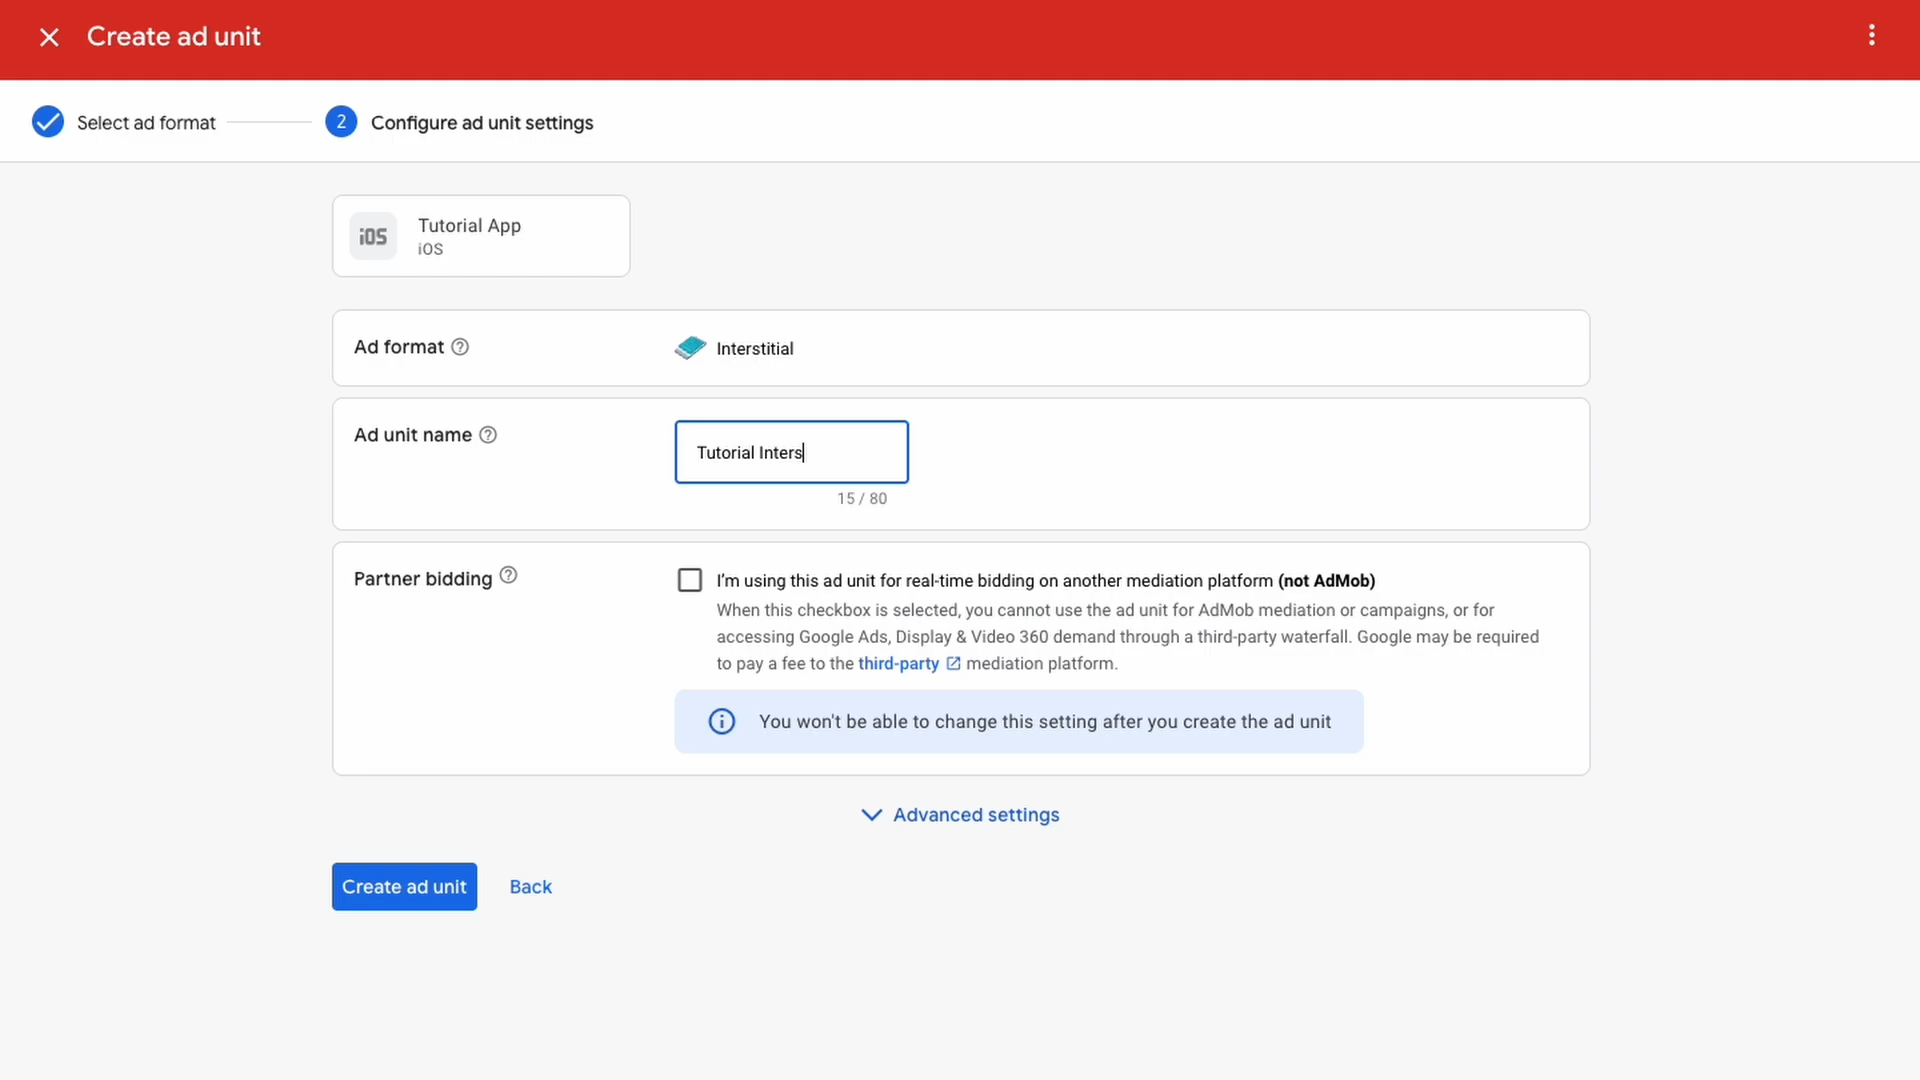 Create ad unit
Select ad format
2 Configure ad unit settings
iOS
Tutorial App
iOS
Ad format ?
Interstitial
Ad unit name ?
Tutorial Inters
15 / 80
Partner bidding ?
I'm using this ad unit for real-time bidding on another mediation platform (not AdMob)
When this checkbox is selected, you cannot use the ad unit for AdMob mediation or campaigns, or for
accessing Google Ads, Display & Video 360 demand through a third-party waterfall. Google may be required
to pay a fee to the third-party mediation platform.
You won't be able to change this setting after you create the ad unit
Advanced settings
Create ad unit
Back